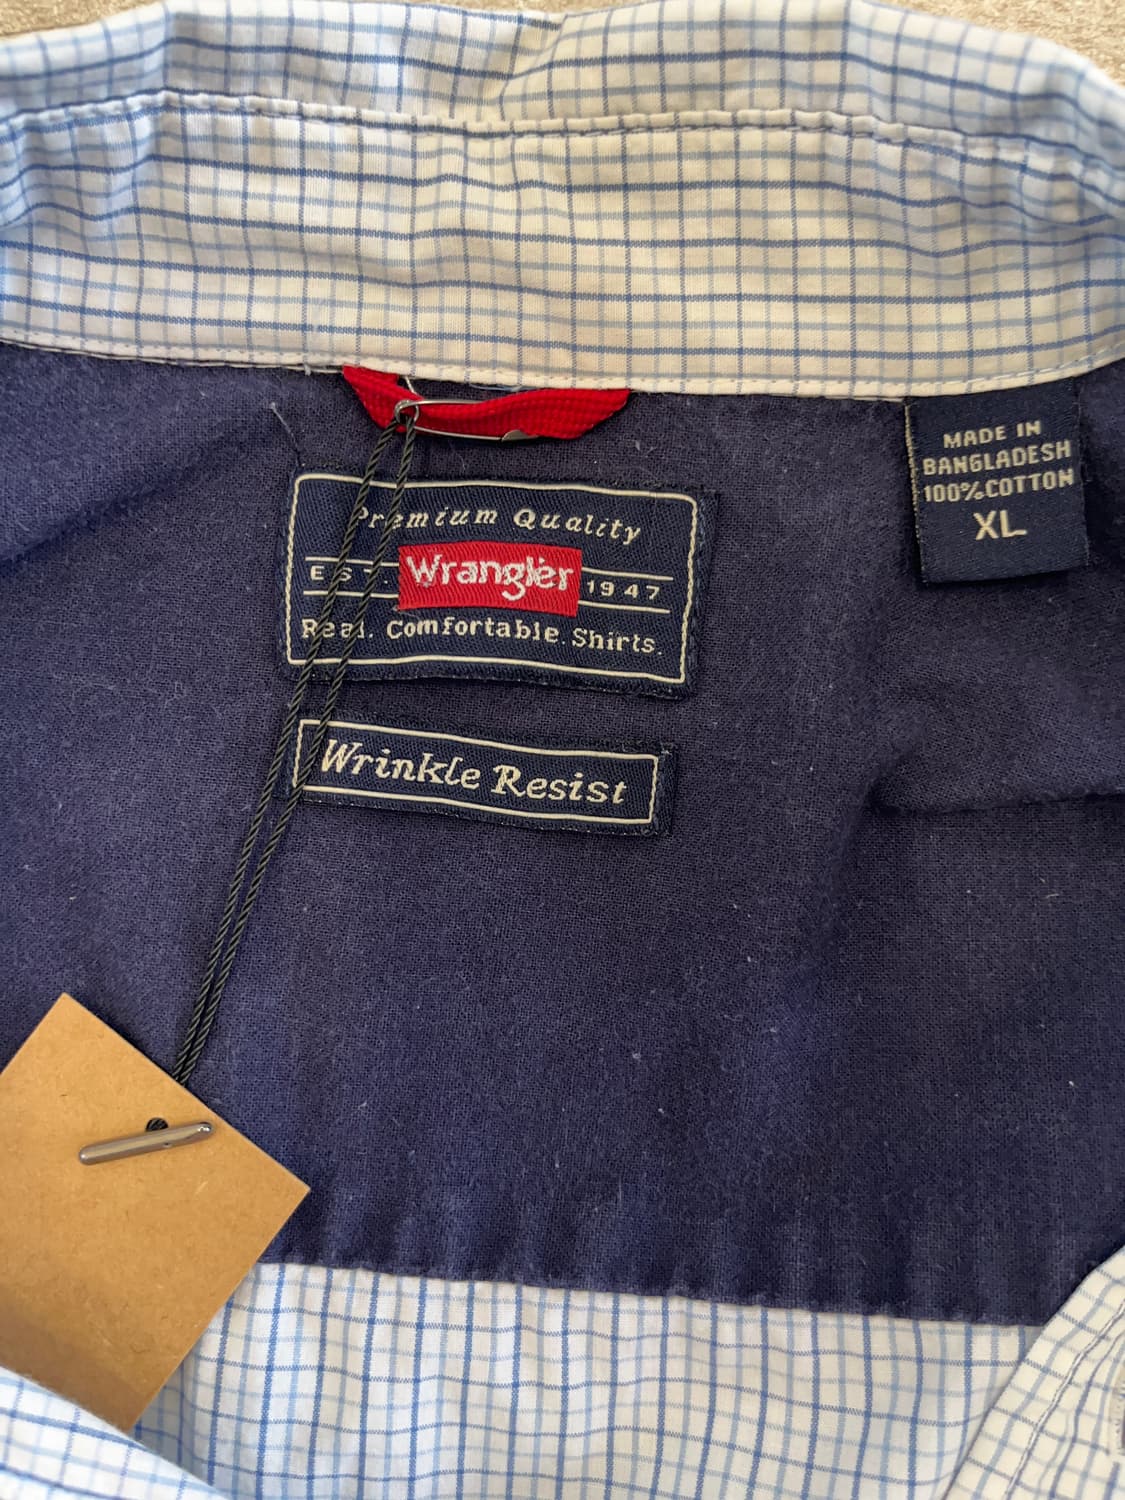 Premium Quality
EST. Wrangler 1947
Real. Comfortable. Shirts.
Wrinkle Resist
MADE IN
BANGLADESH
100% COTTON
XL